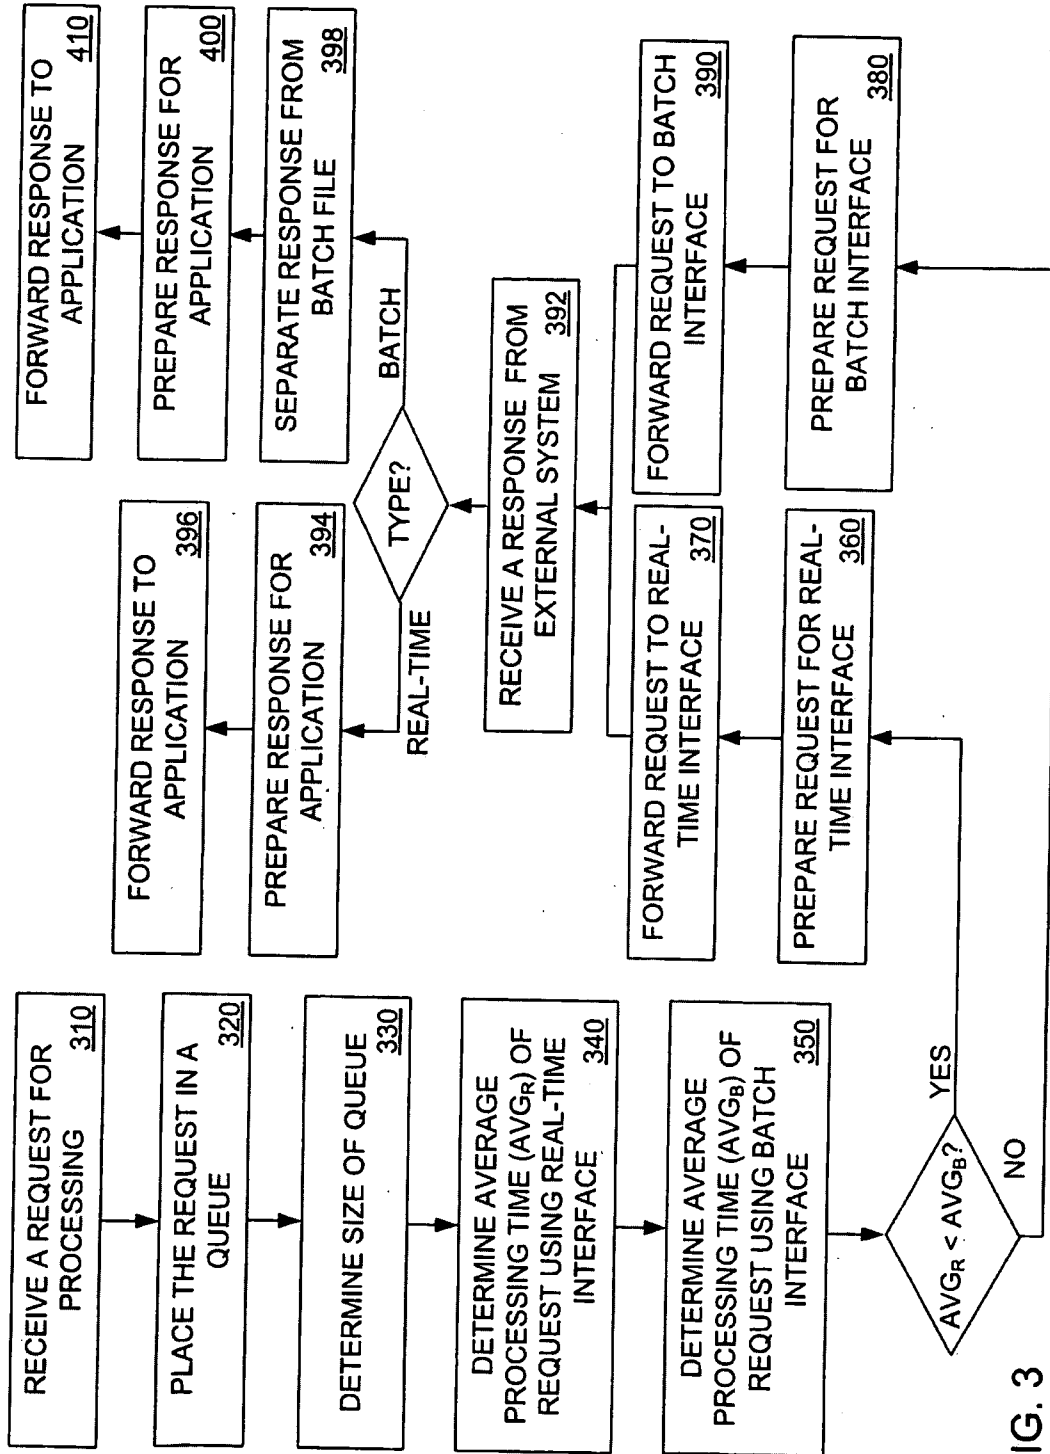 RECEIVE A REQUEST FOR
PROCESSING 310
PLACE THE REQUEST IN A
QUEUE 320
DETERMINE SIZE OF QUEUE
330
DETERMINE AVERAGE
PROCESSING TIME (AVG_R) OF
REQUEST USING REAL-TIME
INTERFACE 340
DETERMINE AVERAGE
PROCESSING TIME (AVG_B) OF
REQUEST USING BATCH
INTERFACE 350
AVG_R < AVG_B?
YES
NO
PREPARE REQUEST FOR REAL-
TIME INTERFACE 360
FORWARD REQUEST TO REAL-
TIME INTERFACE 370
PREPARE REQUEST FOR
BATCH INTERFACE 380
FORWARD REQUEST TO BATCH
INTERFACE 390
RECEIVE A RESPONSE FROM
EXTERNAL SYSTEM 392
TYPE?
REAL-TIME
BATCH
PREPARE RESPONSE FOR
APPLICATION 394
FORWARD RESPONSE TO
APPLICATION 396
SEPARATE RESPONSE FROM
BATCH FILE 398
PREPARE RESPONSE FOR
APPLICATION 400
FORWARD RESPONSE TO
APPLICATION 410
IG. 3